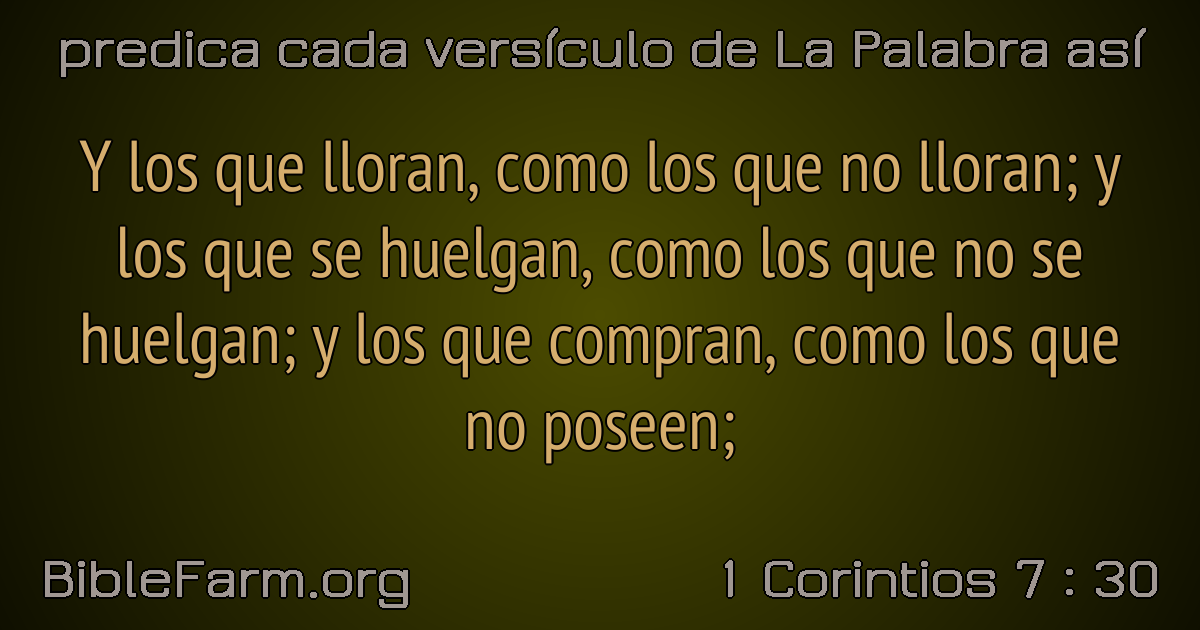 predica cada versículo de La Palabra así
Y los que lloran, como los que no lloran; y
los que se huelgan, como los que no se
huelgan; y los que compran, como los que
no poseen;
BibleFarm.org
1 Corintios 7 : 30